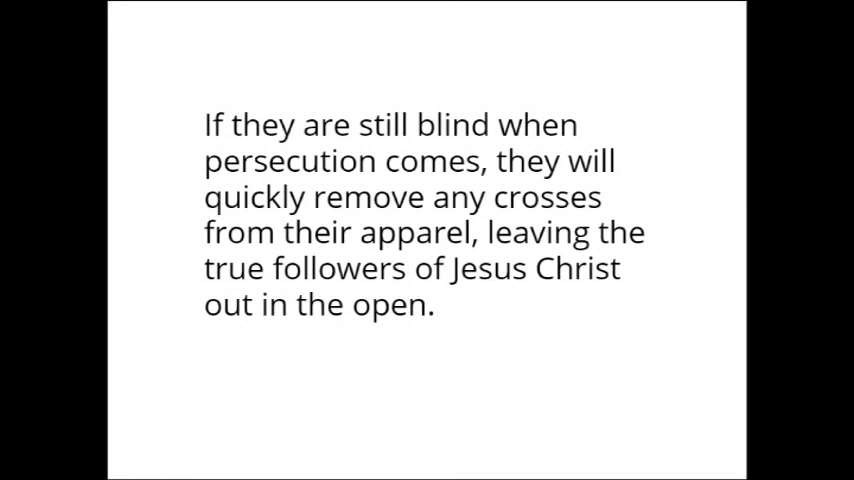 If they are still blind when
persecution comes, they will
quickly remove any crosses
from their apparel, leaving the
true followers of Jesus Christ
out in the open.